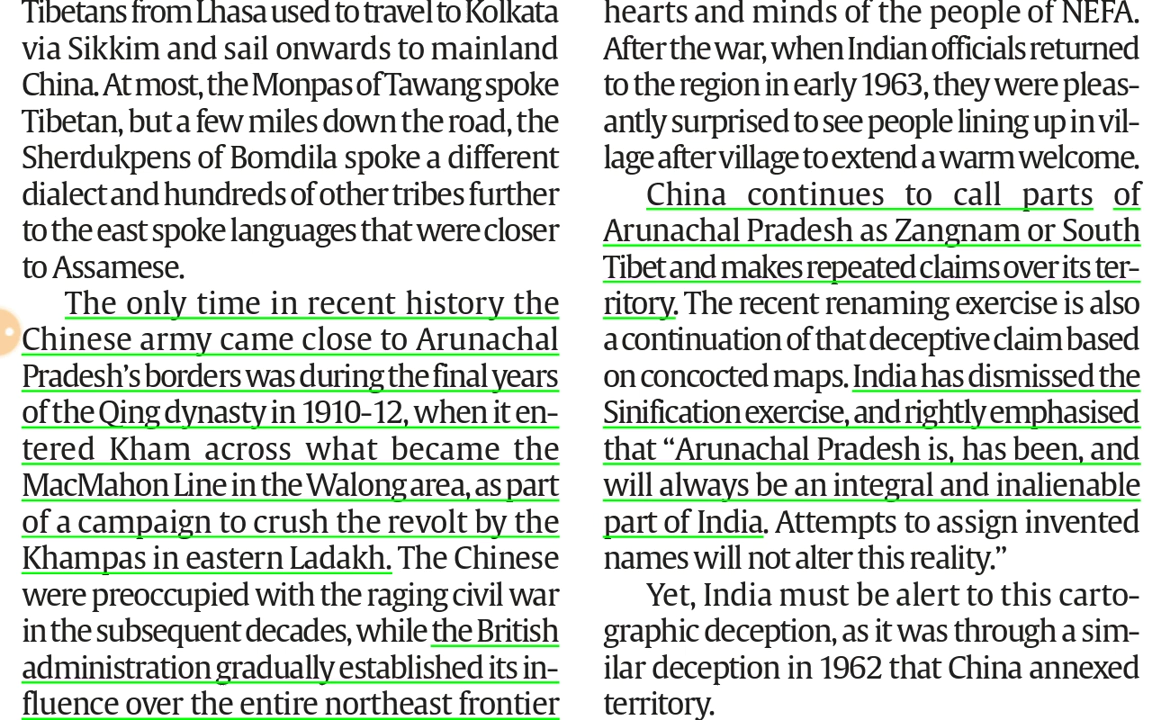 Tibetans from Lhasa used to travel to Kolkata
via Sikkim and sail onwards to mainland
China. At most, the Monpas of Tawang spoke
Tibetan, but a few miles down the road, the
Sherdukpens of Bomdila spoke a different
dialect and hundreds of other tribes further
to the east spoke languages that were closer
to Assamese.
The only time in recent history the
Chinese army came close to Arunachal
Pradesh’s borders was during the final years
of the Qing dynasty in 1910-12, when it en-
tered Kham across what became the
MacMahon Line in the Walong area, as part
of a campaign to crush the revolt by the
Khampas in eastern Ladakh. The Chinese
were preoccupied with the raging civil war
in the subsequent decades, while the British
administration gradually established its in-
fluence over the entire northeast frontier
hearts and minds of the people of NEFA.
After the war, when Indian officials returned
to the region in early 1963, they were pleas-
antly surprised to see people lining up in vil-
lage after village to extend a warm welcome.
China continues to call parts of
Arunachal Pradesh as Zangnam or South
Tibet and makes repeated claims over its ter-
ritory. The recent renaming exercise is also
a continuation of that deceptive claim based
on concocted maps. India has dismissed the
Sinification exercise, and rightly emphasised
that “Arunachal Pradesh is, has been, and
will always be an integral and inalienable
part of India. Attempts to assign invented
names will not alter this reality.”
Yet, India must be alert to this carto-
graphic deception, as it was through a sim-
ilar deception in 1962 that China annexed
territory.